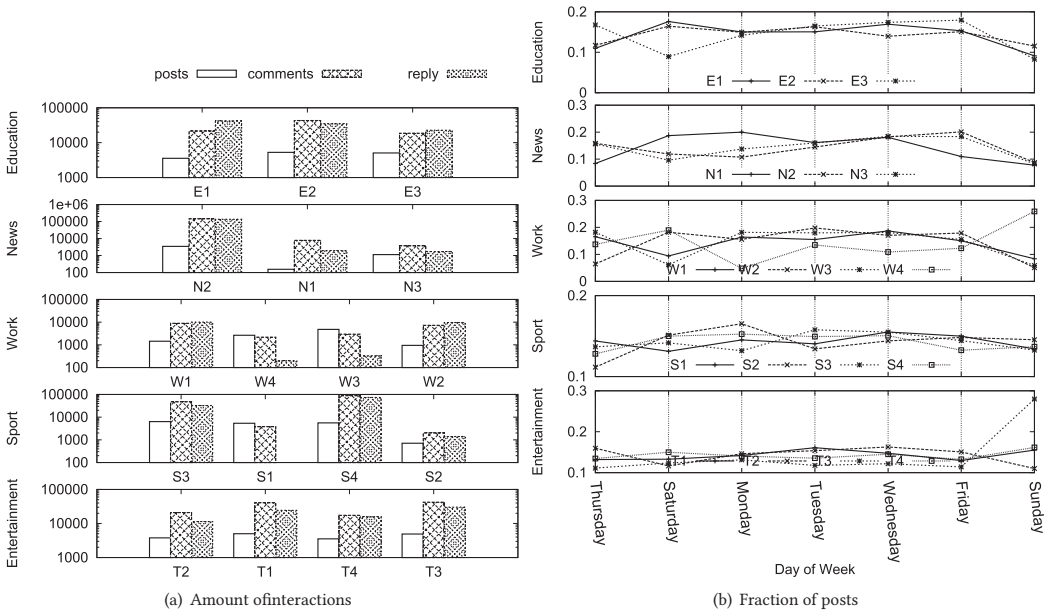 posts comments reply
Education
100000
10000
1000
E1 E2 E3
News
1e+06
100000
10000
1000
100
N2 N1 N3
Work
100000
10000
1000
100
W1 W4 W3 W2
Sport
100000
10000
1000
100
S3 S1 S4 S2
Entertainment
100000
10000
1000
T2 T1 T4 T3
(a) Amount ofinteractions
Education
0.2
0.1
0
E1 E2 E3
News
0.3
0.2
0.1
0
N1 N2 N3
Work
0.3
0.2
0.1
0
W1 W2 W3 W4
Sport
0.2
0.1
S1 S2 S3 S4
Entertainment
0.3
0.2
0.1
T1 T2 T3 T4
Thursday
Saturday
Monday
Tuesday
Wednesday
Friday
Sunday
Day of Week
(b) Fraction of posts